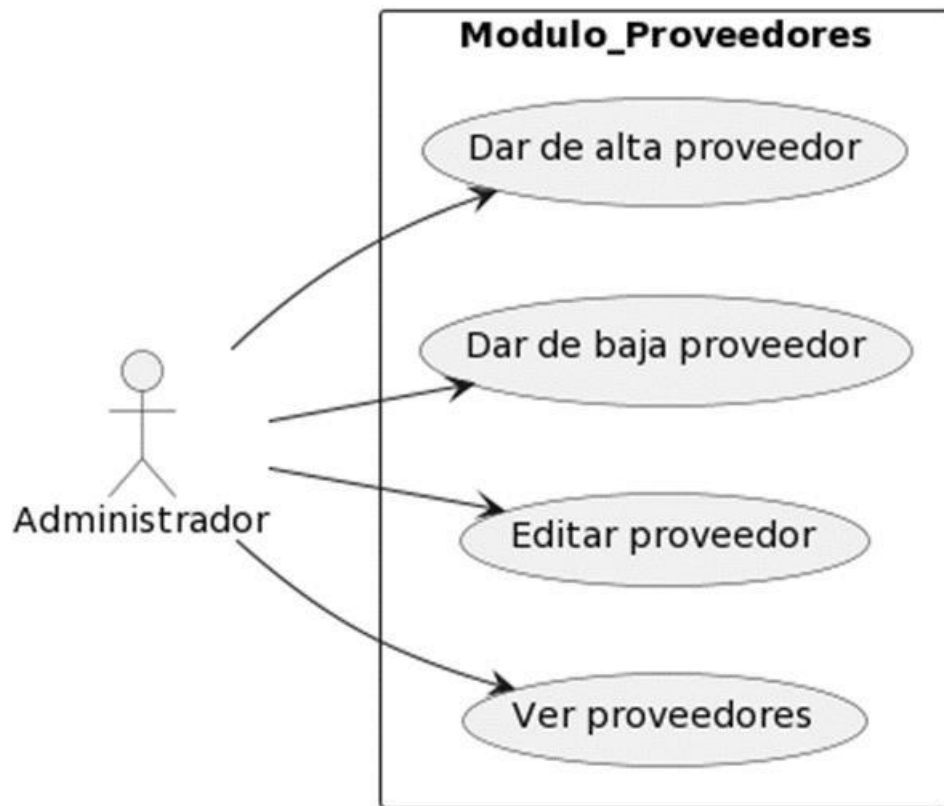 Modulo_Proveedores
Dar de alta proveedor
Dar de baja proveedor
Editar proveedor
Administrador
Ver proveedores